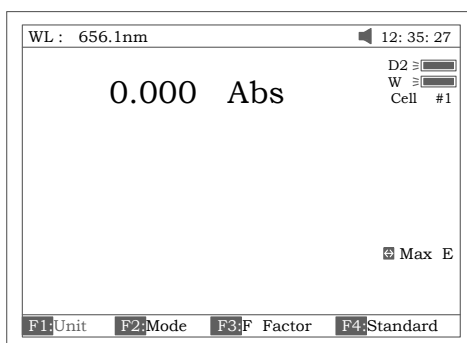 WL : 656.1nm 12: 35: 27
D2
0.000 Abs W
Cell #1
Max E
F1:Unit F2:Mode F3:F Factor F4:Standard